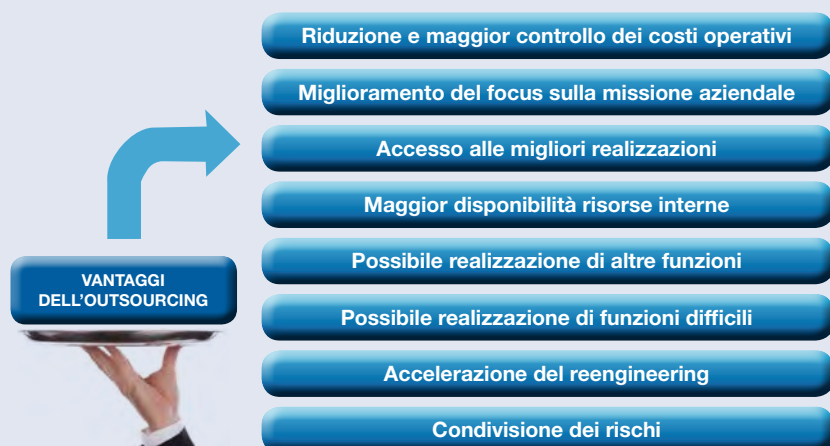 Riduzione e maggior controllo dei costi operativi
Miglioramento del focus sulla missione aziendale
Accesso alle migliori realizzazioni
Maggior disponibilità risorse interne
Possibile realizzazione di altre funzioni
VANTAGGI
DELL’OUTSOURCING
Possibile realizzazione di funzioni difficili
Accelerazione del reengineering
Condivisione dei rischi